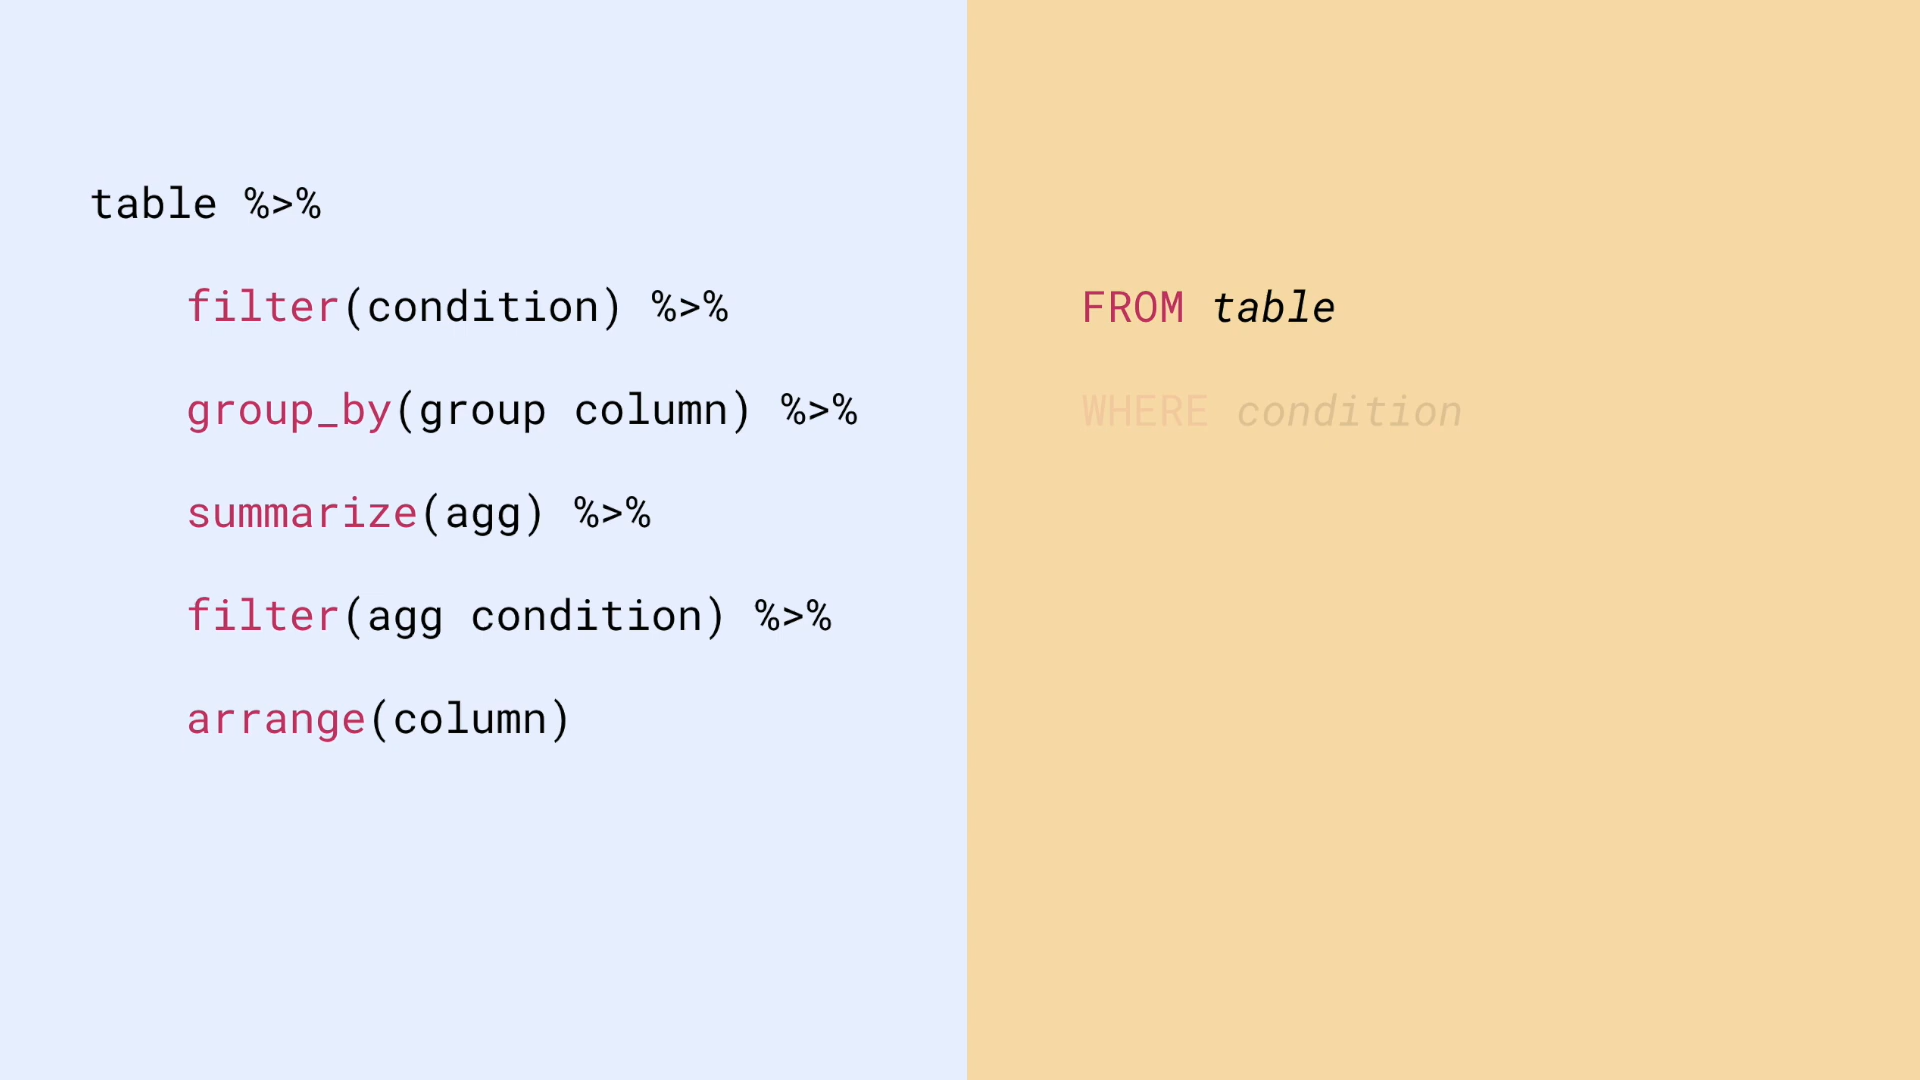 table %>%
filter(condition) %>%
group_by(group column) %>%
summarize(agg) %>%
filter(agg condition) %>%
arrange(column)
FROM table
WHERE condition